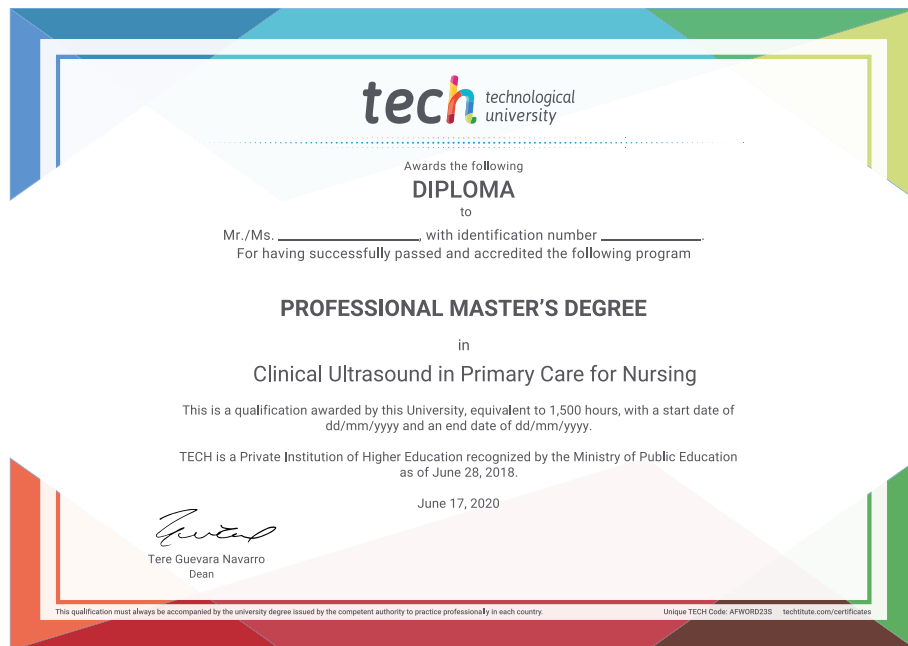 tech technological
university
Awards the following
DIPLOMA
to
Mr./Ms. ____________________, with identification number ______________.
For having successfully passed and accredited the following program
PROFESSIONAL MASTER'S DEGREE
in
Clinical Ultrasound in Primary Care for Nursing
This is a qualification awarded by this University, equivalent to 1,500 hours, with a start date of
dd/mm/yyyy and an end date of dd/mm/yyyy.
TECH is a Private Institution of Higher Education recognized by the Ministry of Public Education
as of June 28, 2018.
June 17, 2020
Tere Guevara Navarro
Dean
This qualification must always be accompanied by the university degree issued by the competent authority to practice professionally in each country.
Unique TECH Code: AFWORD23S techtitute.com/certificates